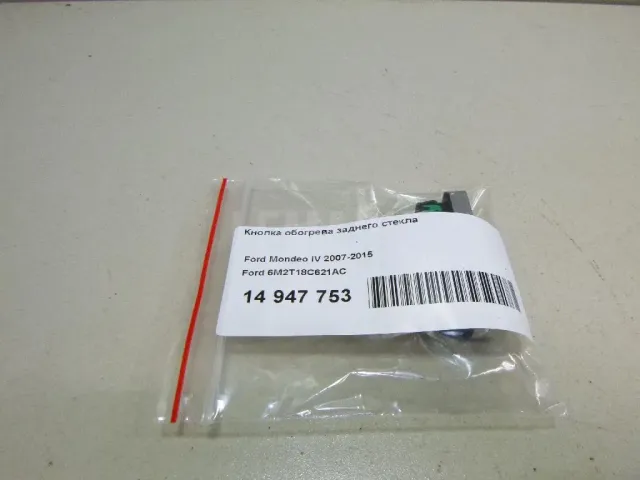 Кнопка обогрева заднего стекла
Ford Mondeo IV 2007-2015
Ford 6M2T18C621AC
14 947 753